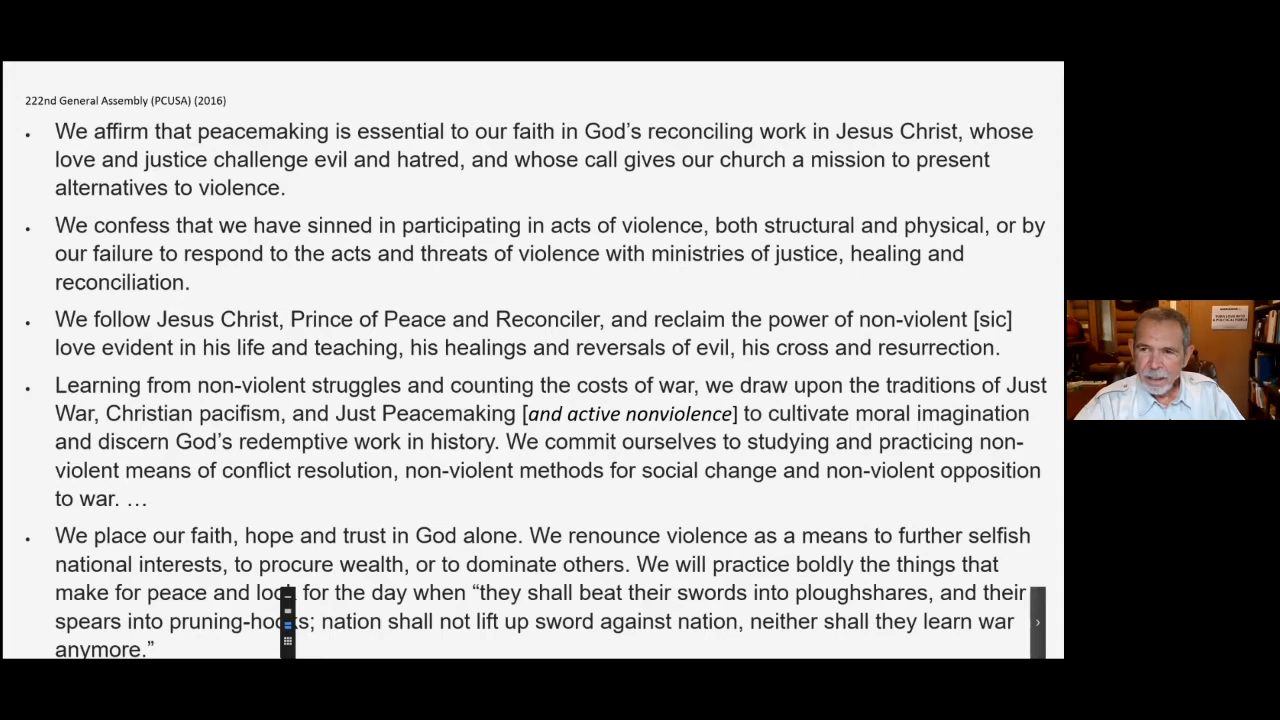 222nd General Assembly (PCUSA) (2016)
• We affirm that peacemaking is essential to our faith in God’s reconciling work in Jesus Christ, whose
love and justice challenge evil and hatred, and whose call gives our church a mission to present
alternatives to violence.
• We confess that we have sinned in participating in acts of violence, both structural and physical, or by
our failure to respond to the acts and threats of violence with ministries of justice, healing and
reconciliation.
• We follow Jesus Christ, Prince of Peace and Reconciler, and reclaim the power of non-violent [sic]
love evident in his life and teaching, his healings and reversals of evil, his cross and resurrection.
• Learning from non-violent struggles and counting the costs of war, we draw upon the traditions of Just
War, Christian pacifism, and Just Peacemaking [and active nonviolence] to cultivate moral imagination
and discern God’s redemptive work in history. We commit ourselves to studying and practicing non-
violent means of conflict resolution, non-violent methods for social change and non-violent opposition
to war. …
• We place our faith, hope and trust in God alone. We renounce violence as a means to further selfish
national interests, to procure wealth, or to dominate others. We will practice boldly the things that
make for peace and look for the day when “they shall beat their swords into ploughshares, and their
spears into pruning-hooks; nation shall not lift up sword against nation, neither shall they learn war
anymore.”
TURN LOVE INTO
A POLITICAL FORCE